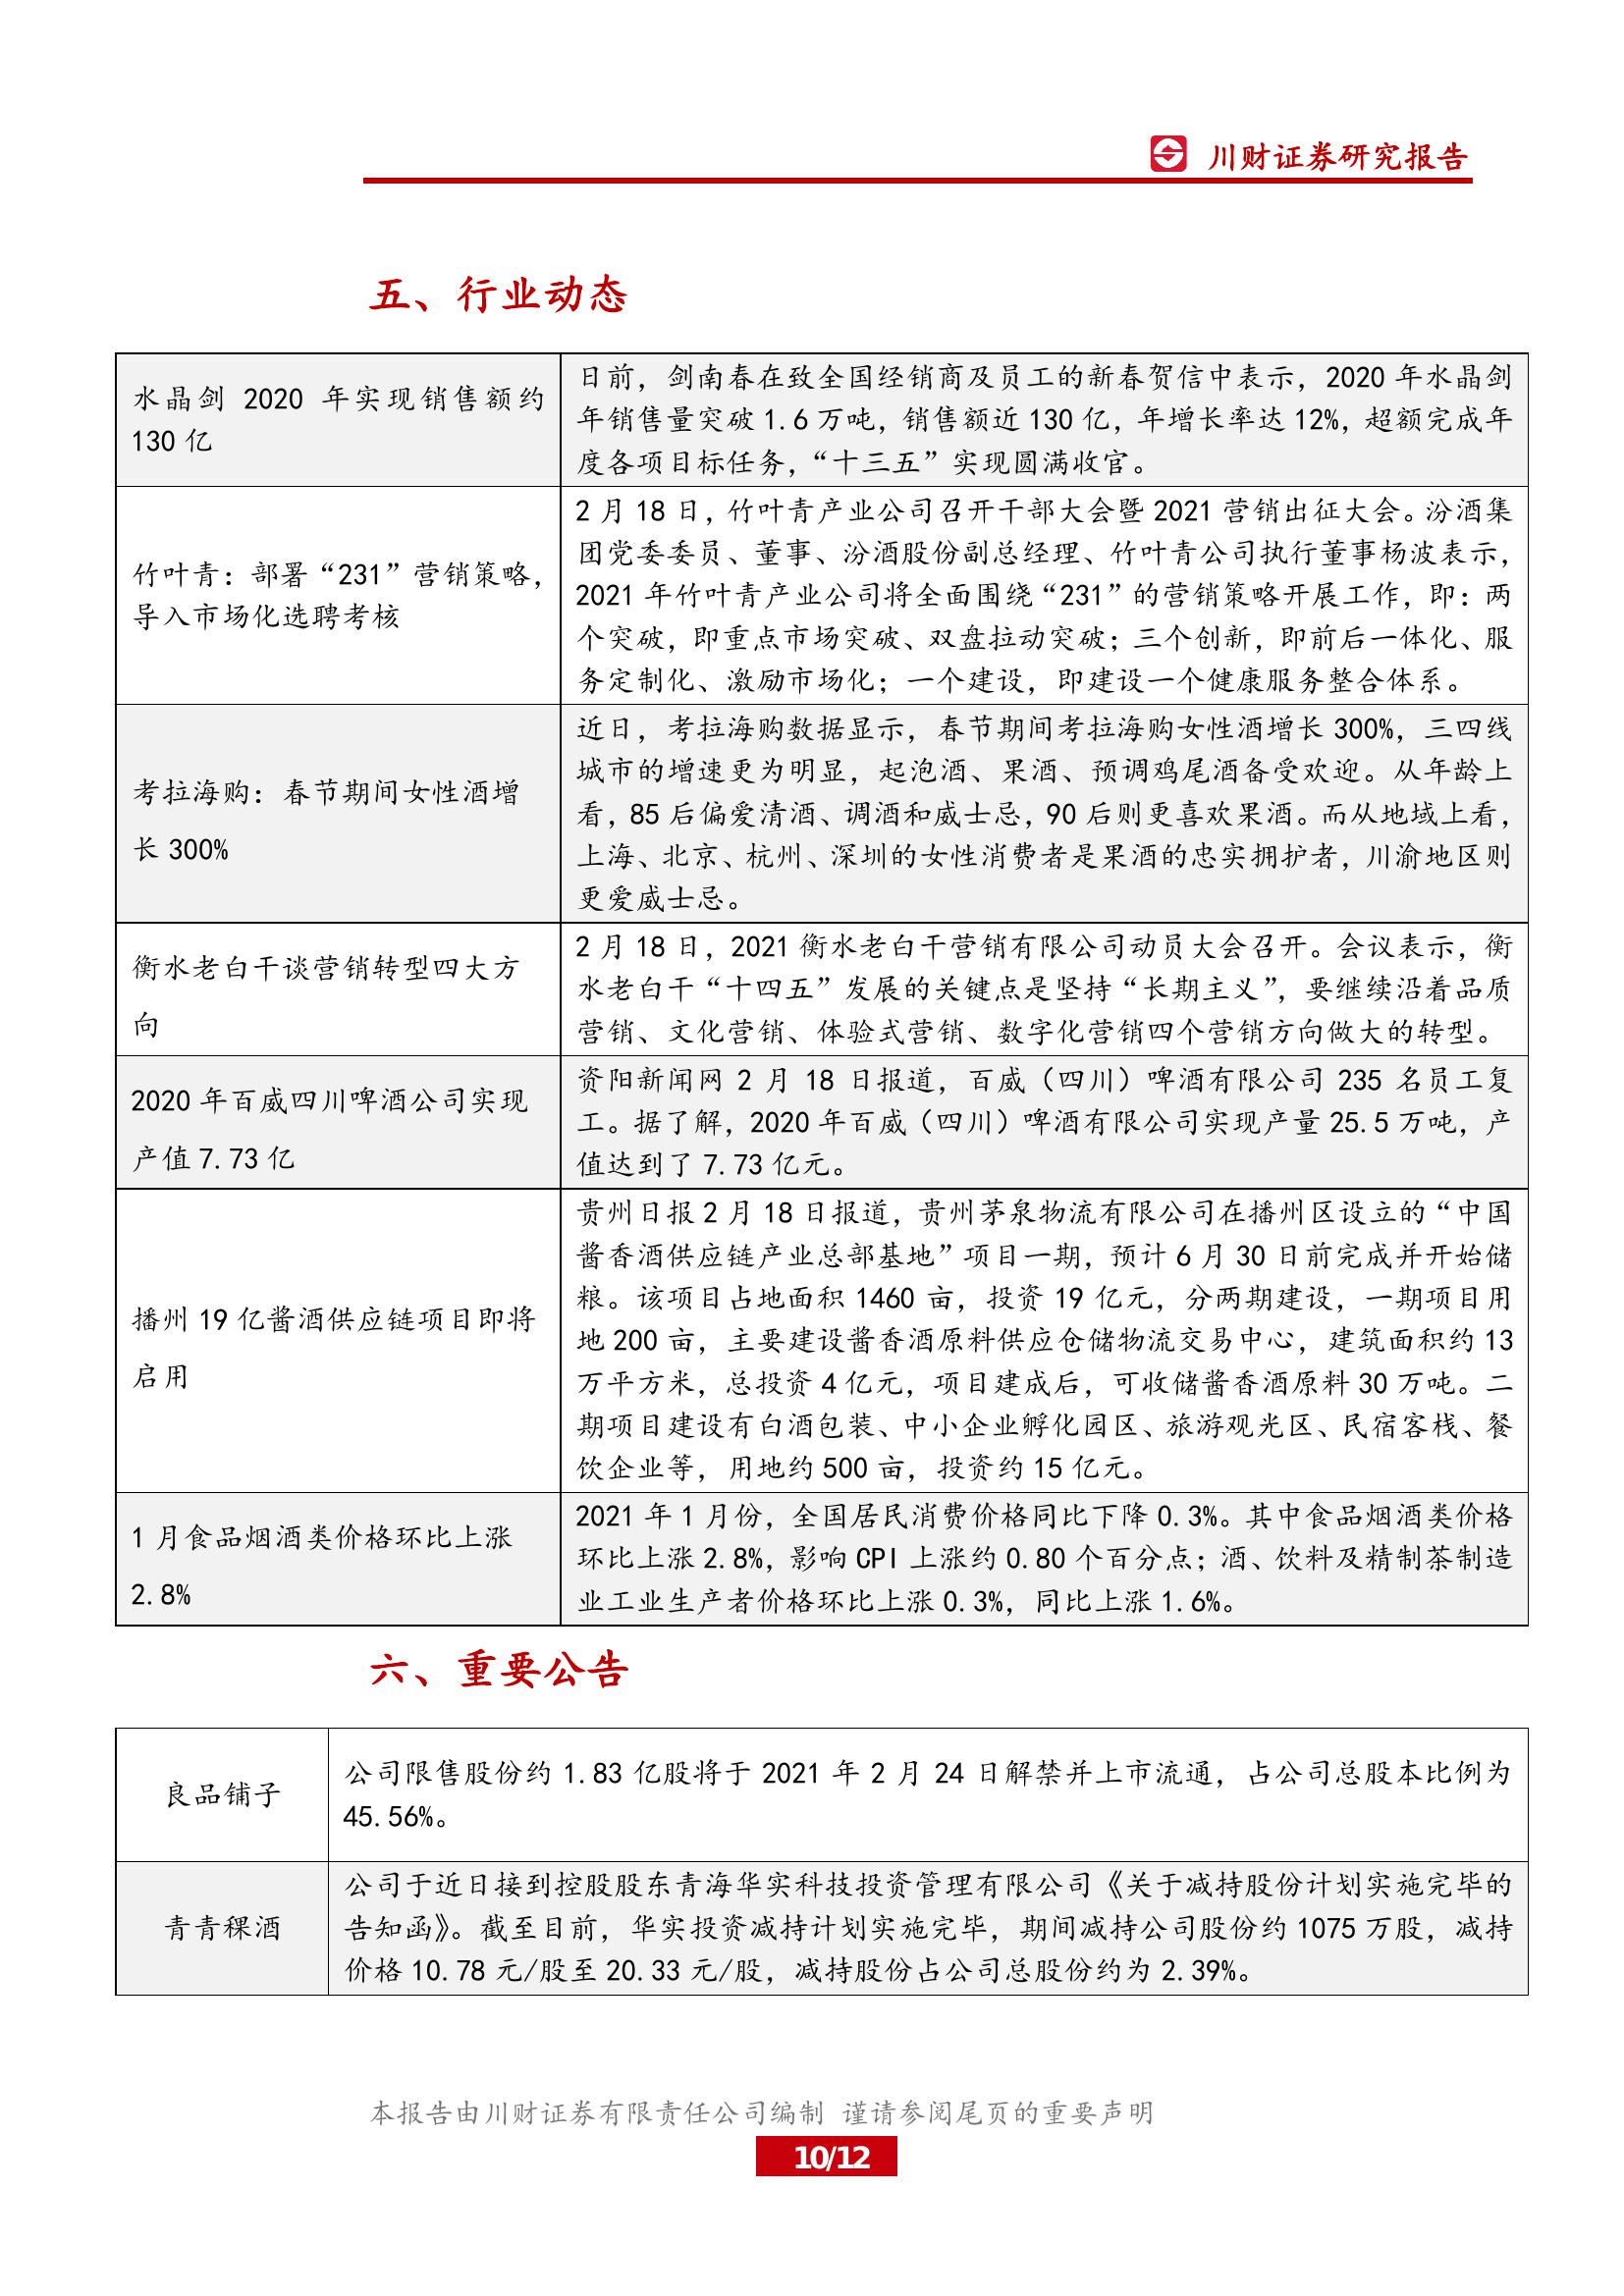 川财证券研究报告
五、行业动态
水晶剑 2020 年实现销售额约
130 亿
日前，剑南春在致全国经销商及员工的新春贺信中表示，2020 年水晶剑
年销售量突破 1.6 万吨，销售额近 130 亿，年增长率达 12%，超额完成年
度各项目标任务，“十三五”实现圆满收官。
竹叶青：部署“231”营销策略，
导入市场化选聘考核
2 月 18 日，竹叶青产业公司召开干部大会暨 2021 营销出征大会。汾酒集
团党委委员、董事、汾酒股份副总经理、竹叶青公司执行董事杨波表示，
2021 年竹叶青产业公司将全面围绕“231”的营销策略开展工作，即：两
个突破，即重点市场突破、双盘拉动突破；三个创新，即前后一体化、服
务定制化、激励市场化；一个建设，即建设一个健康服务整合体系。
考拉海购：春节期间女性酒增
长 300%
近日，考拉海购数据显示，春节期间考拉海购女性酒增长 300%，三四线
城市的增速更为明显，起泡酒、果酒、预调鸡尾酒备受欢迎。从年龄上
看，85 后偏爱清酒、调酒和威士忌，90 后则更喜欢果酒。而从地域上看，
上海、北京、杭州、深圳的女性消费者是果酒的忠实拥护者，川渝地区则
更爱威士忌。
衡水老白干谈营销转型四大方
向
2 月 18 日，2021 衡水老白干营销有限公司动员大会召开。会议表示，衡
水老白干“十四五”发展的关键点是坚持“长期主义”，要继续沿着品质
营销、文化营销、体验式营销、数字化营销四个营销方向做大的转型。
2020 年百威四川啤酒公司实现
产值 7.73 亿
资阳新闻网 2 月 18 日报道，百威（四川）啤酒有限公司 235 名员工复
工。据了解，2020 年百威（四川）啤酒有限公司实现产量 25.5 万吨，产
值达到了 7.73 亿元。
播州 19 亿酱酒供应链项目即将
启用
贵州日报 2 月 18 日报道，贵州茅泉物流有限公司在播州区设立的“中国
酱香酒供应链产业总部基地”项目一期，预计 6 月 30 日前完成并开始储
粮。该项目占地面积 1460 亩，投资 19 亿元，分两期建设，一期项目用
地 200 亩，主要建设酱香酒原料供应仓储物流交易中心，建筑面积约 13
万平方米，总投资 4 亿元，项目建成后，可收储酱香酒原料 30 万吨。二
期项目建设有白酒包装、中小企业孵化园区、旅游观光区、民宿客栈、餐
饮企业等，用地约 500 亩，投资约 15 亿元。
1 月食品烟酒类价格环比上涨
2.8%
2021 年 1 月份，全国居民消费价格同比下降 0.3%。其中食品烟酒类价格
环比上涨 2.8%，影响 CPI 上涨约 0.80 个百分点；酒、饮料及精制茶制造
业工业生产者价格环比上涨 0.3%，同比上涨 1.6%。
六、重要公告
良品铺子
公司限售股份约 1.83 亿股将于 2021 年 2 月 24 日解禁并上市流通，占公司总股本比例为
45.56%。
青青稞酒
公司于近日接到控股股东青海华实科技投资管理有限公司《关于减持股份计划实施完毕的
告知函》。截至目前，华实投资减持计划实施完毕，期间减持公司股份约 1075 万股，减持
价格 10.78 元/股至 20.33 元/股，减持股份占公司总股份约为 2.39%。
本报告由川财证券有限责任公司编制 谨请参阅尾页的重要声明
10/12